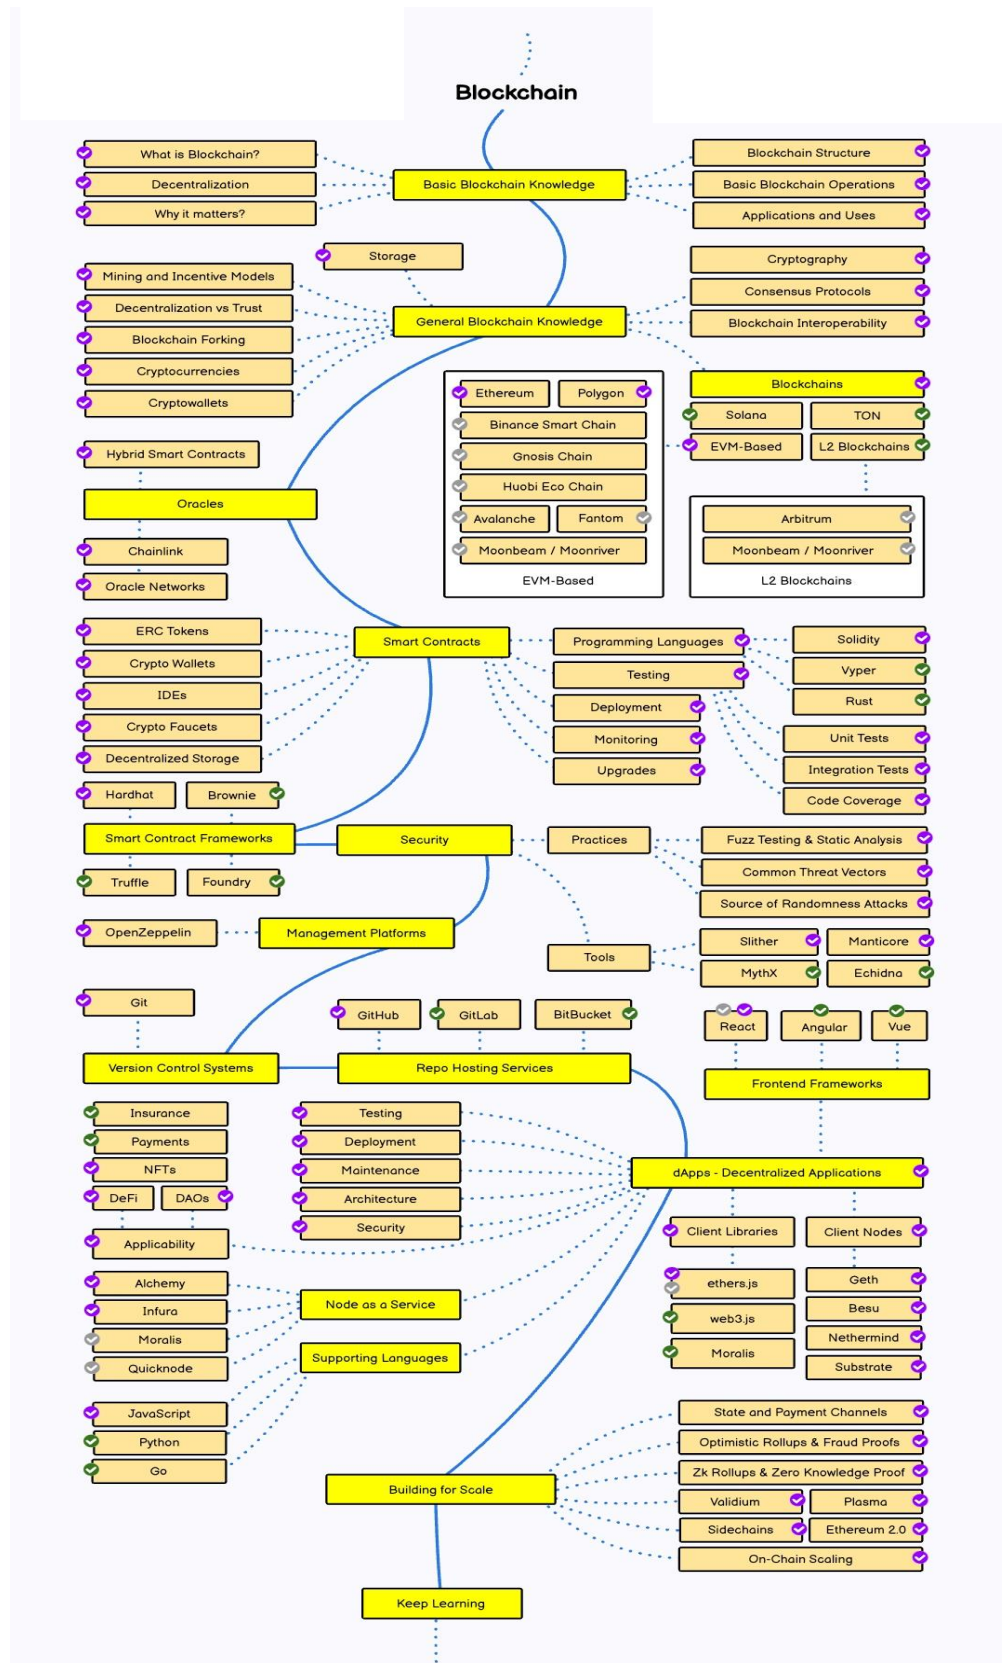 Blockchain
What is Blockchain?
Decentralization
Why it matters?
Basic Blockchain Knowledge
Blockchain Structure
Basic Blockchain Operations
Applications and Uses
Storage
Mining and Incentive Models
Decentralization vs Trust
Blockchain Forking
Cryptocurrencies
Cryptowallets
General Blockchain Knowledge
Cryptography
Consensus Protocols
Blockchain Interoperability
Blockchains
Solana
TON
EVM-Based
L2 Blockchains
Ethereum
Polygon
Binance Smart Chain
Gnosis Chain
Huobi Eco Chain
Avalanche
Fantom
Moonbeam / Moonriver
EVM-Based
Arbitrum
Moonbeam / Moonriver
L2 Blockchains
Hybrid Smart Contracts
Oracles
Chainlink
Oracle Networks
ERC Tokens
Crypto Wallets
IDEs
Crypto Faucets
Decentralized Storage
Smart Contracts
Programming Languages
Testing
Deployment
Monitoring
Upgrades
Solidity
Vyper
Rust
Unit Tests
Integration Tests
Code Coverage
Hardhat
Brownie
Smart Contract Frameworks
Truffle
Foundry
Security
Practices
Fuzz Testing & Static Analysis
Common Threat Vectors
Source of Randomness Attacks
Tools
Slither
Manticore
MythX
Echidna
OpenZeppelin
Management Platforms
Git
Version Control Systems
GitHub
GitLab
BitBucket
Repo Hosting Services
React
Angular
Vue
Frontend Frameworks
dApps - Decentralized Applications
Insurance
Payments
NFTs
DeFi
DAOs
Applicability
Testing
Deployment
Maintenance
Architecture
Security
Client Libraries
ethers.js
web3.js
Moralis
Client Nodes
Geth
Besu
Nethermind
Substrate
Alchemy
Infura
Moralis
Quicknode
Node as a Service
Supporting Languages
JavaScript
Python
Go
Building for Scale
State and Payment Channels
Optimistic Rollups & Fraud Proofs
Zk Rollups & Zero Knowledge Proof
Validium
Plasma
Sidechains
Ethereum 2.0
On-Chain Scaling
Keep Learning